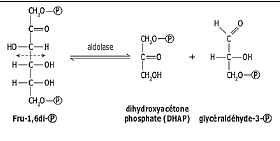 CH₂O—Ⓟ
C=O
HO—C—H
H—C—OH
H—C—OH
CH₂O—Ⓟ
Fru-1,6di-Ⓟ
aldolase
CH₂O—Ⓟ
C=O
CH₂OH
dihydroxyacétone
phosphate (DHAP)
+
H O
C
H—C—OH
CH₂O—Ⓟ
glycéraldéhyde-3-Ⓟ